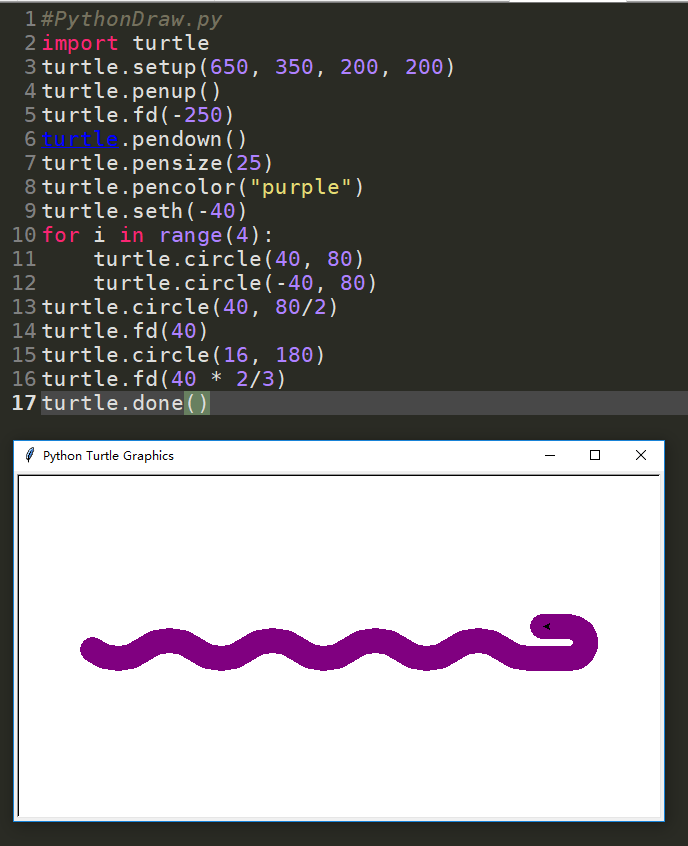 1 #PythonDraw.py
2 import turtle
3 turtle.setup(650, 350, 200, 200)
4 turtle.penup()
5 turtle.fd(-250)
6 turtle.pendown()
7 turtle.pensize(25)
8 turtle.pencolor("purple")
9 turtle.seth(-40)
10 for i in range(4):
11     turtle.circle(40, 80)
12     turtle.circle(-40, 80)
13 turtle.circle(40, 80/2)
14 turtle.fd(40)
15 turtle.circle(16, 180)
16 turtle.fd(40 * 2/3)
17 turtle.done()
Python Turtle Graphics